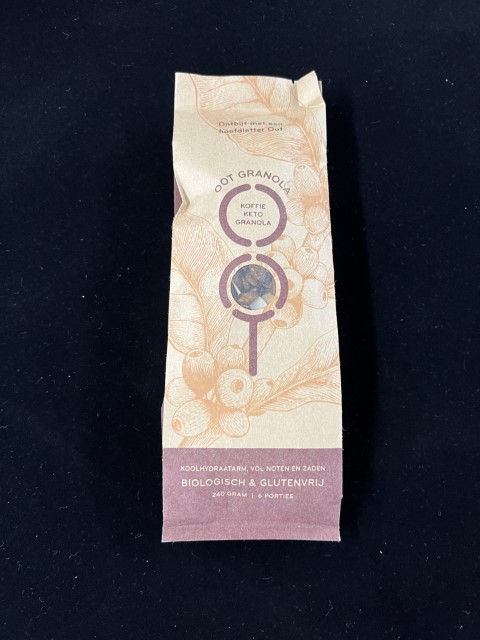 Ontbijt met een
hoofdletter Oot
OOT GRANOLA
KOFFIE
KETO
GRANOLA
KOOLHYDRAATARM, VOL NOTEN EN ZADEN
BIOLOGISCH & GLUTENVRIJ
240 GRAM | 6 PORTIES